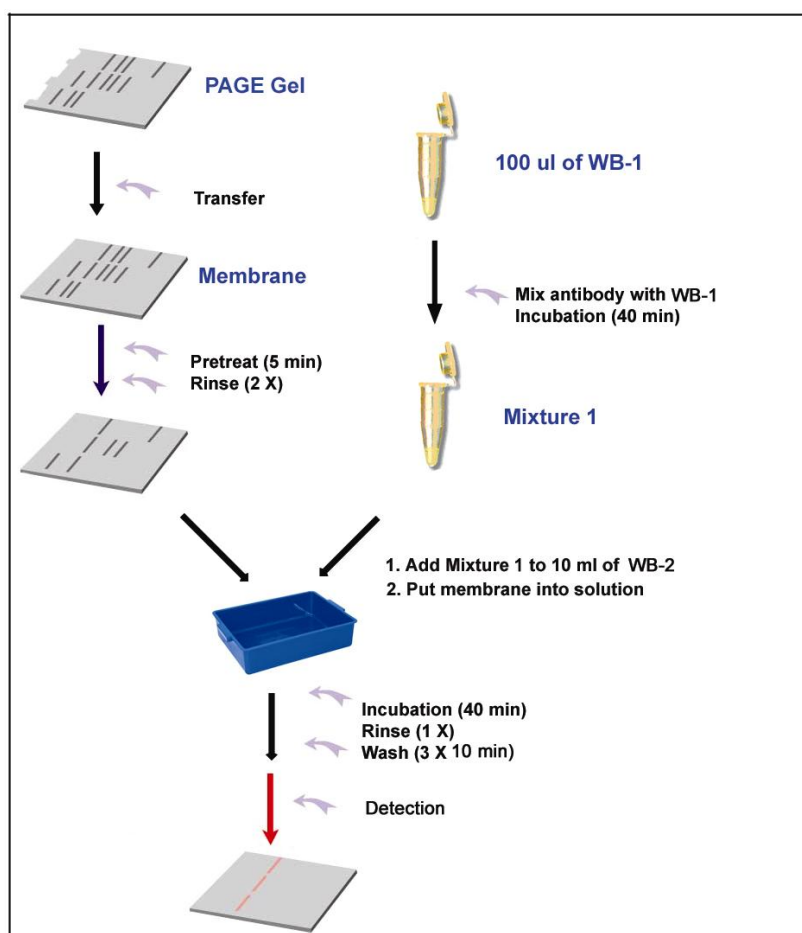 PAGE Gel
Transfer
Membrane
Pretreat (5 min)
Rinse (2 X)
100 ul of WB-1
Mix antibody with WB-1
Incubation (40 min)
Mixture 1
1. Add Mixture 1 to 10 ml of WB-2
2. Put membrane into solution
Incubation (40 min)
Rinse (1 X)
Wash (3 X 10 min)
Detection